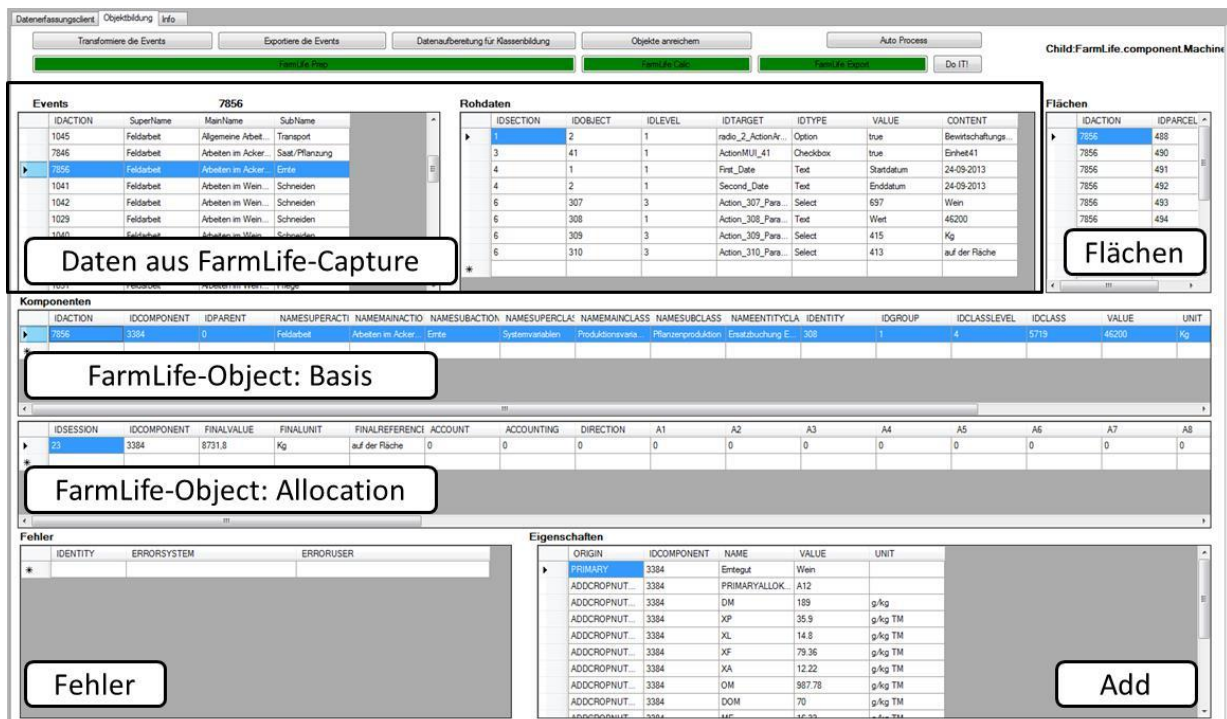 Datenerfassungsclient Objektbildung Info
Transformiere die Events Exportiere die Events Datenaufbereitung für Klassenbildung Objekte anreichern Auto Process
Child:FarmLife.component.Machine
FarmLife Prep FarmLife Calc FarmLife Export Do IT!
Events 7856 Rohdaten Flächen
IDACTION SuperName MainName SubName
1045 Feldarbeit Allgemeine Arbeit... Transport
7846 Feldarbeit Arbeiten im Acker... Saat/Pflanzung
7856 Feldarbeit Arbeiten im Acker... Ernte
1041 Feldarbeit Arbeiten im Wein... Schneiden
1042 Feldarbeit Arbeiten im Wein... Schneiden
1029 Feldarbeit Arbeiten im Wein... Schneiden
Daten aus FarmLife-Capture
IDSECTION IDOBJECT IDLEVEL IDTARGET IDTYPE VALUE CONTENT
1 2 1 radio_2_ActionAr... Option true Bewirtschaftungs...
3 41 1 ActionMUI_41 Checkbox true Einheit41
4 1 1 First_Date Text Startdatum 24-09-2013
4 2 1 Second_Date Text Enddatum 24-09-2013
6 307 3 Action_307_Para... Select 697 Wein
6 308 1 Action_308_Para... Text Wert 46200
6 309 3 Action_309_Para... Select 415 Kg
6 310 3 Action_310_Para... Select 413 auf der Fläche
IDACTION IDPARCEL
7856 488
7856 490
7856 491
7856 492
7856 493
7856 494
Flächen
Komponenten
IDACTION IDCOMPONENT IDPARENT NAMESUPERACTI NAMEMAINACTIO NAMESUBACTION NAMESUPERCLA NAMEMAINCLASS NAMESUBCLASS NAMEENTITYCLA IDENTITY IDGROUP IDCLASSLEVEL IDCLASS VALUE UNIT
7856 3384 0 Feldarbeit Arbeiten im Acker... Ernte Systemvariablen Produktionsvaria... Pflanzenproduktion Ersatzbuchung E... 308 1 4 5719 46200 Kg
FarmLife-Object: Basis
IDSESSION IDCOMPONENT FINALVALUE FINALUNIT FINALREFERENCE ACCOUNT ACCOUNTING DIRECTION A1 A2 A3 A4 A5 A6 A7 A8
23 3384 8731,8 Kg auf der Fläche 0 0 0 0 0 0 0 0 0 0 0
FarmLife-Object: Allocation
Fehler Eigenschaften
IDENTITY ERRORSYSTEM ERRORUSER
Fehler
ORIGIN IDCOMPONENT NAME VALUE UNIT
PRIMARY 3384 Erntegut Wein
ADDCROPNUT... 3384 PRIMARYALLOK... A12
ADDCROPNUT... 3384 DM 189 g/kg
ADDCROPNUT... 3384 XP 35.9 g/kg TM
ADDCROPNUT... 3384 XL 14.8 g/kg TM
ADDCROPNUT... 3384 XF 79.36 g/kg TM
ADDCROPNUT... 3384 XA 12.22 g/kg TM
ADDCROPNUT... 3384 OM 987.78 g/kg TM
ADDCROPNUT... 3384 DOM 70 g/kg TM
Add